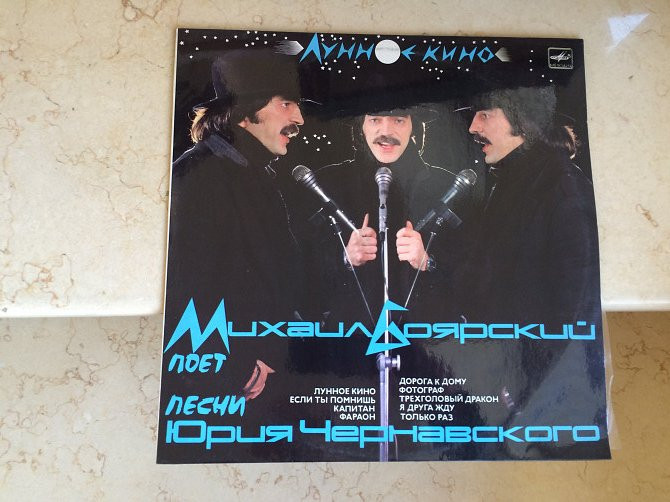 Лунное кино
Михаил Боярский
поет
песни
Юрия Чернавского
ЛУННОЕ КИНО
ЕСЛИ ТЫ ПОМНИШЬ
КАПИТАН
ФАРАОН
ДОРОГА К ДОМУ
ФОТОГРАФ
ТРЕХГОЛОВЫЙ ДРАКОН
Я ДРУГА ЖДУ
ТОЛЬКО РАЗ